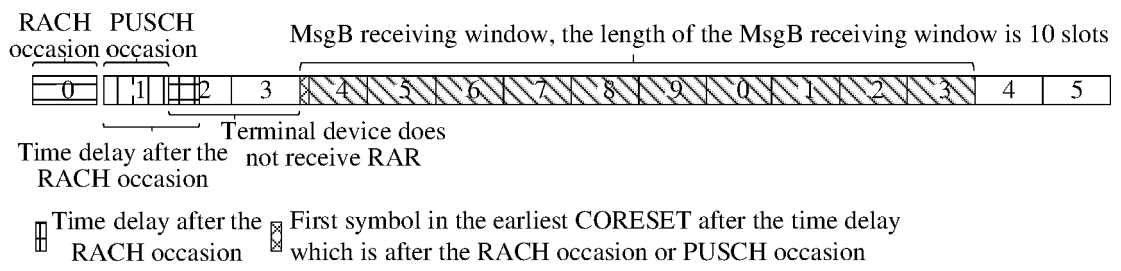 RACH PUSCH
occasion occasion
MsgB receiving window, the length of the MsgB receiving window is 10 slots
0 1 2 3 4 5 6 7 8 9 0 1 2 3 4 5
Time delay after the
RACH occasion
Terminal device does
not receive RAR
Time delay after the
RACH occasion
First symbol in the earliest CORESET after the time delay
which is after the RACH occasion or PUSCH occasion